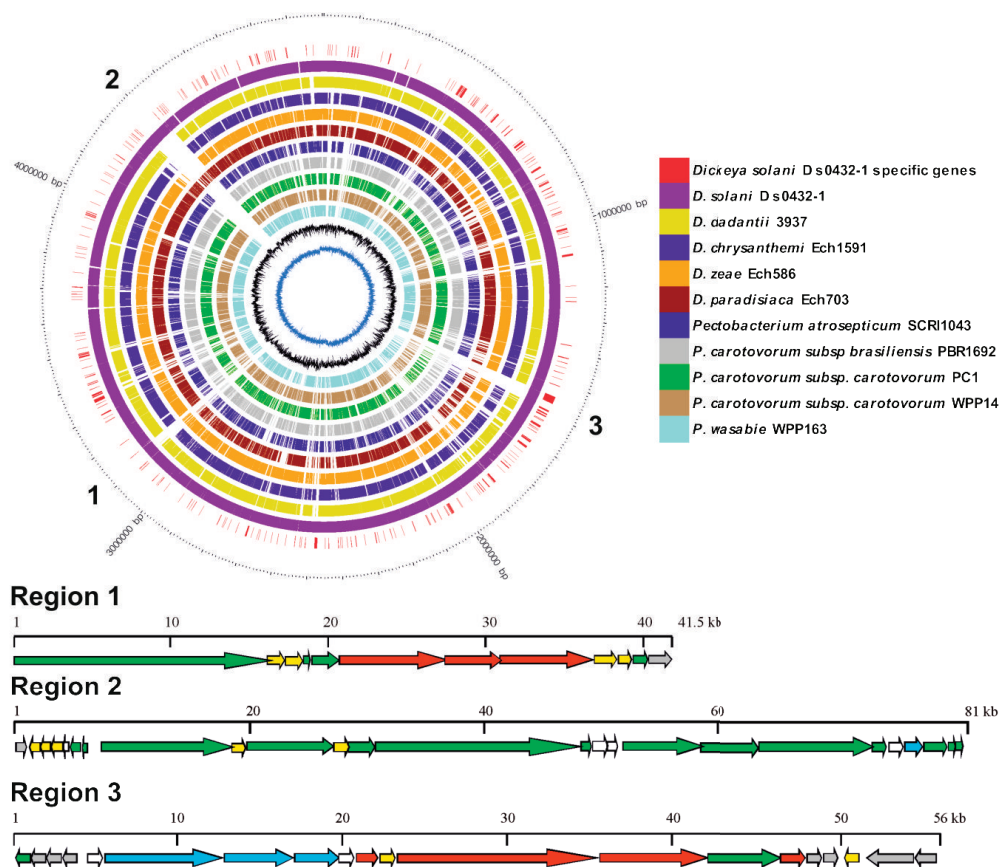 2
4000000 bp
1000000 bp
3
1
3000000 bp
2000000 bp
Dickeya solani Ds0432-1 specific genes
D. solani Ds0432-1
D. dadantii 3937
D. chrysanthemi Ech1591
D. zeae Ech586
D. paradisiaca Ech703
Pectobacterium atrosepticum SCRI1043
P. carotovorum subsp brasiliensis PBR1692
P. carotovorum subsp. carotovorum PC1
P. carotovorum subsp. carotovorum WPP14
P. wasabie WPP163
Region 1
1 10 20 30 40 41.5 kb
Region 2
1 20 40 60 81 kb
Region 3
1 10 20 30 40 50 56 kb